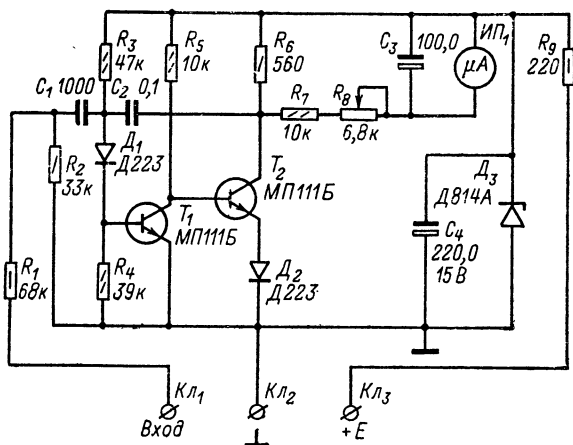 R₃
47к
R₅
10к
R₆
560
C₃
100,0
ИП₁
μA
R₉
220
C₁ 1000
C₂ 0,1
R₇
10к
R₈
6,8к
R₂
33к
Д₁
Д223
T₁
МП111Б
T₂
МП111Б
Д₃
Д814А
C₄
220,0
15 В
R₁
68к
R₄
39к
Д₂
Д223
Кл₁
Вход
Кл₂
Кл₃
+E